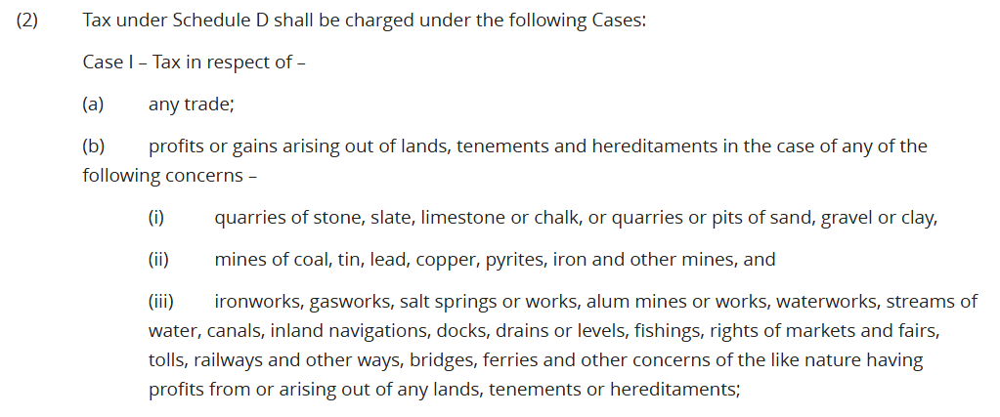 (2) Tax under Schedule D shall be charged under the following Cases:
Case I – Tax in respect of –
(a) any trade;
(b) profits or gains arising out of lands, tenements and hereditaments in the case of any of the
following concerns –
(i) quarries of stone, slate, limestone or chalk, or quarries or pits of sand, gravel or clay,
(ii) mines of coal, tin, lead, copper, pyrites, iron and other mines, and
(iii) ironworks, gasworks, salt springs or works, alum mines or works, waterworks, streams of
water, canals, inland navigations, docks, drains or levels, fishings, rights of markets and fairs,
tolls, railways and other ways, bridges, ferries and other concerns of the like nature having
profits from or arising out of any lands, tenements or hereditaments;